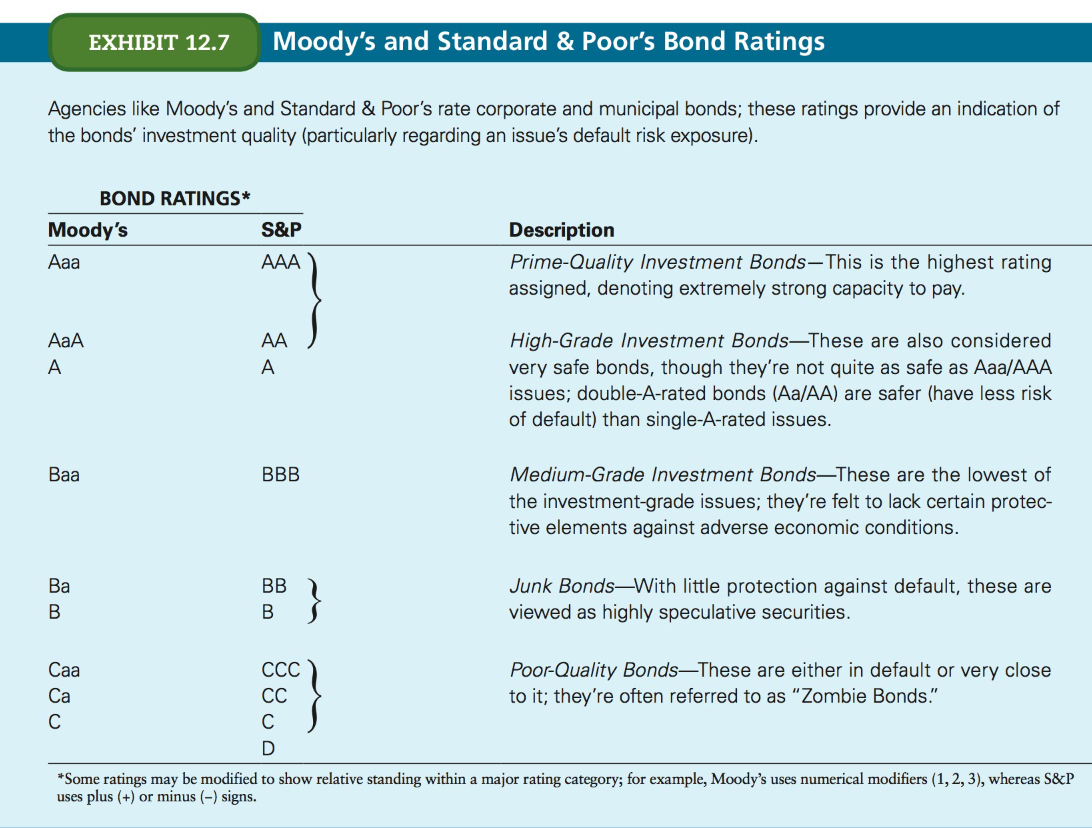 EXHIBIT 12.7 Moody's and Standard & Poor's Bond Ratings
Agencies like Moody's and Standard & Poor's rate corporate and municipal bonds; these ratings provide an indication of
the bonds' investment quality (particularly regarding an issue's default risk exposure).
BOND RATINGS*
Moody's S&P Description
Aaa AAA Prime-Quality Investment Bonds—This is the highest rating
assigned, denoting extremely strong capacity to pay.
AaA AA High-Grade Investment Bonds—These are also considered
A A very safe bonds, though they're not quite as safe as Aaa/AAA
issues; double-A-rated bonds (Aa/AA) are safer (have less risk
of default) than single-A-rated issues.
Baa BBB Medium-Grade Investment Bonds—These are the lowest of
the investment-grade issues; they're felt to lack certain protec-
tive elements against adverse economic conditions.
Ba BB Junk Bonds—With little protection against default, these are
B B viewed as highly speculative securities.
Caa CCC Poor-Quality Bonds—These are either in default or very close
Ca CC to it; they're often referred to as "Zombie Bonds."
C C
D
*Some ratings may be modified to show relative standing within a major rating category; for example, Moody's uses numerical modifiers (1, 2, 3), whereas S&P
uses plus (+) or minus (−) signs.